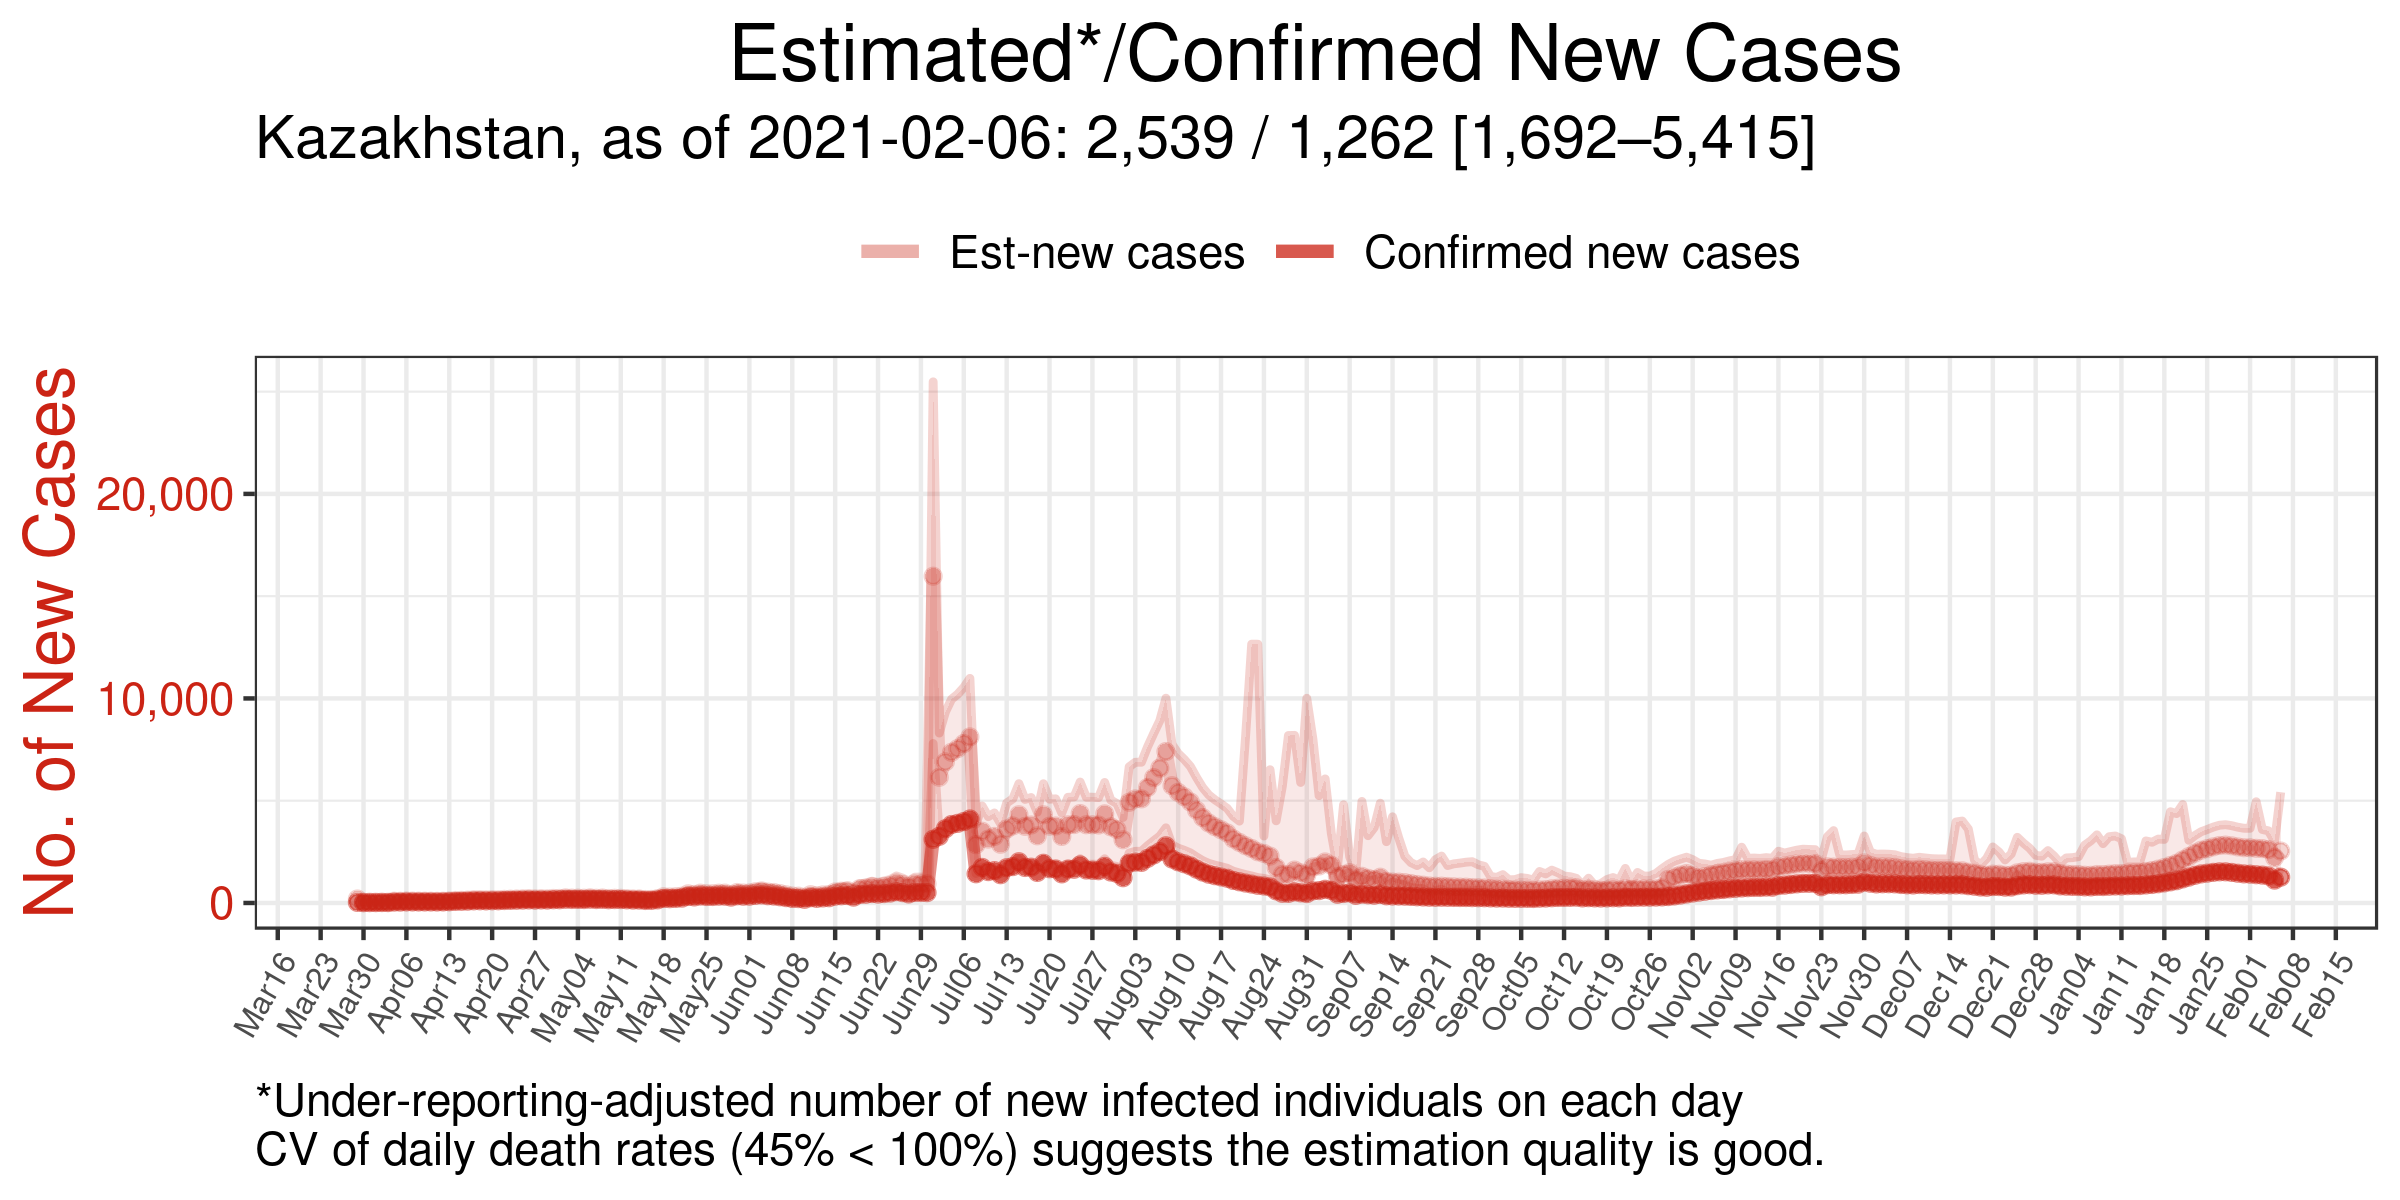 Estimated*/Confirmed New Cases
Kazakhstan, as of 2021-02-06: 2,539 / 1,262 [1,692–5,415]
Est-new cases Confirmed new cases
No. of New Cases
20,000
10,000
0
Mar16 Mar23 Mar30 Apr06 Apr13 Apr20 Apr27 May04 May11 May18 May25 Jun01 Jun08 Jun15 Jun22 Jun29 Jul06 Jul13 Jul20 Jul27 Aug03 Aug10 Aug17 Aug24 Aug31 Sep07 Sep14 Sep21 Sep28 Oct05 Oct12 Oct19 Oct26 Nov02 Nov09 Nov16 Nov23 Nov30 Dec07 Dec14 Dec21 Dec28 Jan04 Jan11 Jan18 Jan25 Feb01 Feb08 Feb15
*Under-reporting-adjusted number of new infected individuals on each day
CV of daily death rates (45% < 100%) suggests the estimation quality is good.